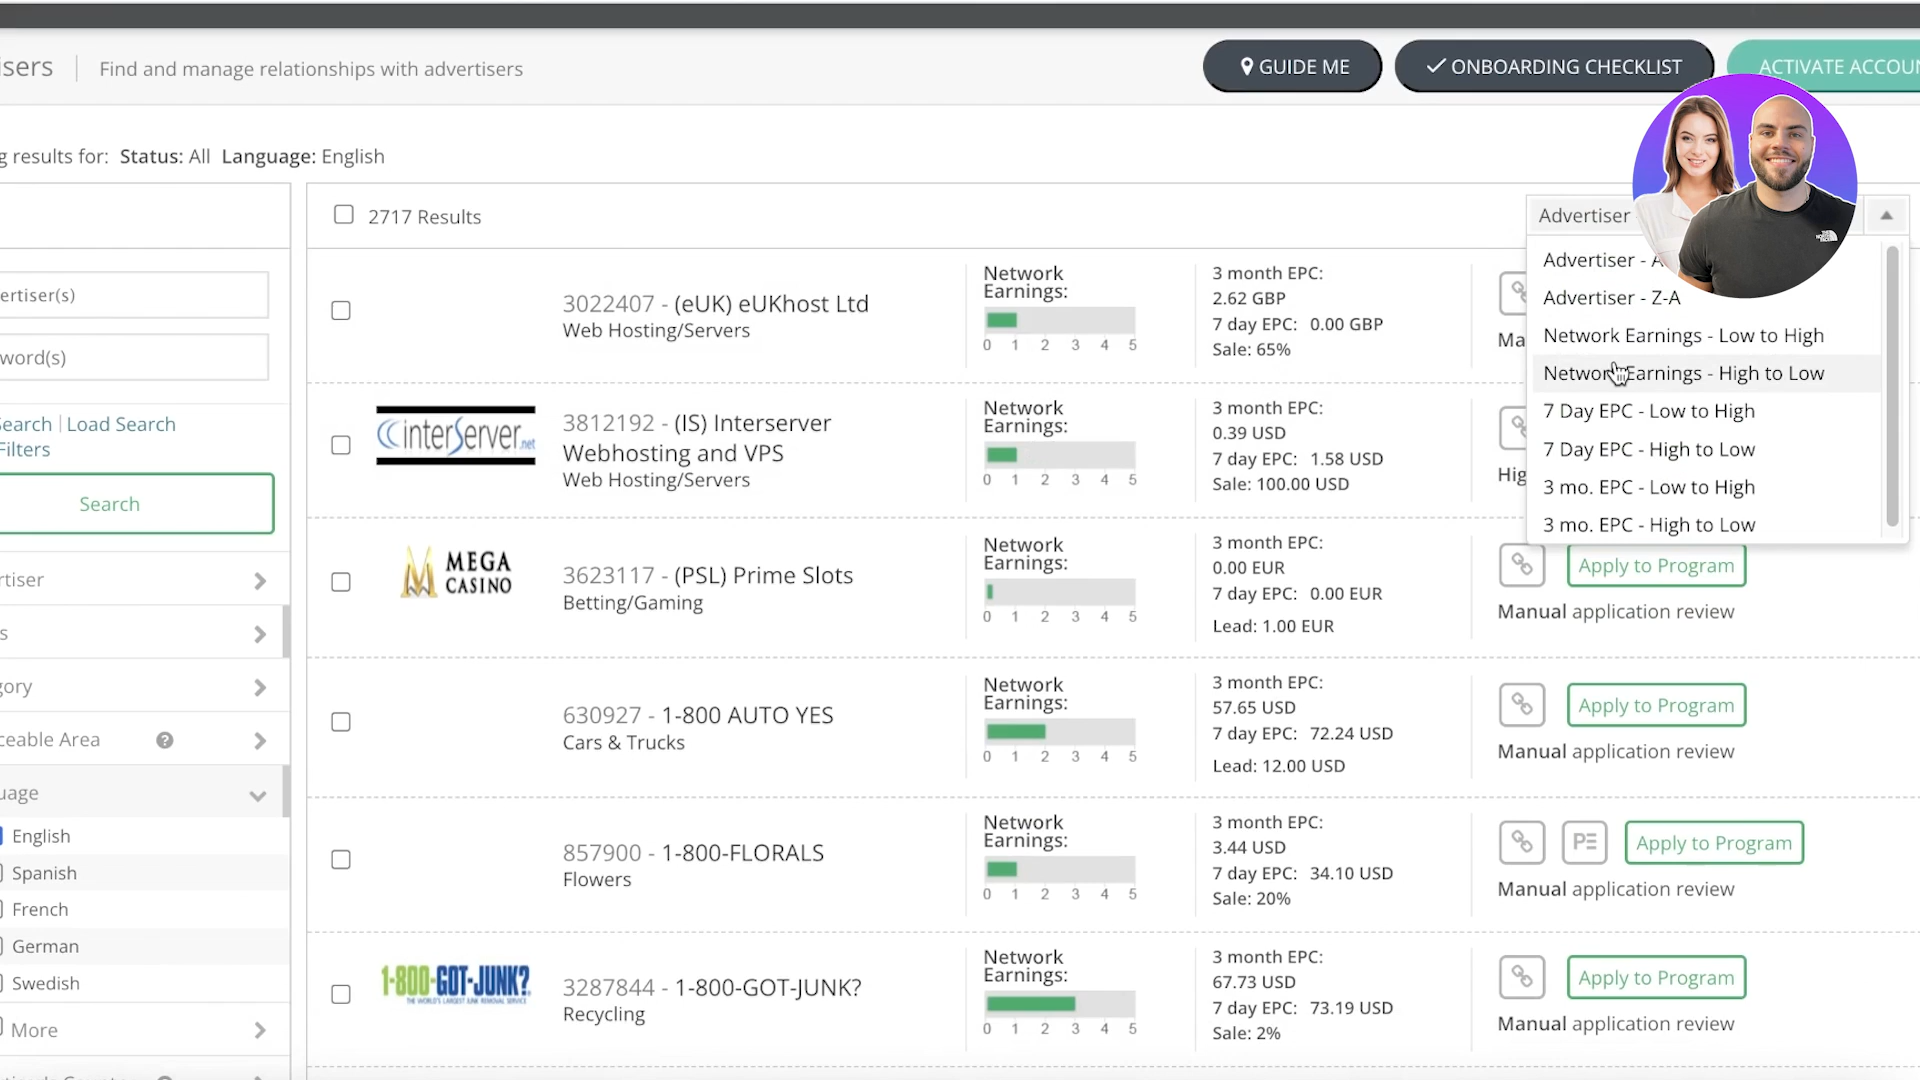 isers
Find and manage relationships with advertisers
GUIDE ME
ONBOARDING CHECKLIST
ACTIVATE ACCOUN
g results for: Status: All Language: English
2717 Results
Advertiser
Advertiser - A
Advertiser - Z-A
Network Earnings - Low to High
Network Earnings - High to Low
7 Day EPC - Low to High
7 Day EPC - High to Low
3 mo. EPC - Low to High
3 mo. EPC - High to Low
ertiser(s)
word(s)
Search | Load Search
Filters
Search
rtiser
s
gory
ceable Area
uage
English
Spanish
French
German
Swedish
More
3022407 - (eUK) eUKhost Ltd
Web Hosting/Servers
Network
Earnings:
0 1 2 3 4 5
3 month EPC:
2.62 GBP
7 day EPC: 0.00 GBP
Sale: 65%
Ma
interServer.net
3812192 - (IS) Interserver
Webhosting and VPS
Web Hosting/Servers
Network
Earnings:
0 1 2 3 4 5
3 month EPC:
0.39 USD
7 day EPC: 1.58 USD
Sale: 100.00 USD
Hig
MEGA
CASINO
3623117 - (PSL) Prime Slots
Betting/Gaming
Network
Earnings:
0 1 2 3 4 5
3 month EPC:
0.00 EUR
7 day EPC: 0.00 EUR
Lead: 1.00 EUR
Apply to Program
Manual application review
630927 - 1-800 AUTO YES
Cars & Trucks
Network
Earnings:
0 1 2 3 4 5
3 month EPC:
57.65 USD
7 day EPC: 72.24 USD
Lead: 12.00 USD
Apply to Program
Manual application review
857900 - 1-800-FLORALS
Flowers
Network
Earnings:
0 1 2 3 4 5
3 month EPC:
3.44 USD
7 day EPC: 34.10 USD
Sale: 20%
PE
Apply to Program
Manual application review
1-800-GOT-JUNK?
THE WORLD'S LARGEST JUNK REMOVAL SERVICE
3287844 - 1-800-GOT-JUNK?
Recycling
Network
Earnings:
0 1 2 3 4 5
3 month EPC:
67.73 USD
7 day EPC: 73.19 USD
Sale: 2%
Apply to Program
Manual application review